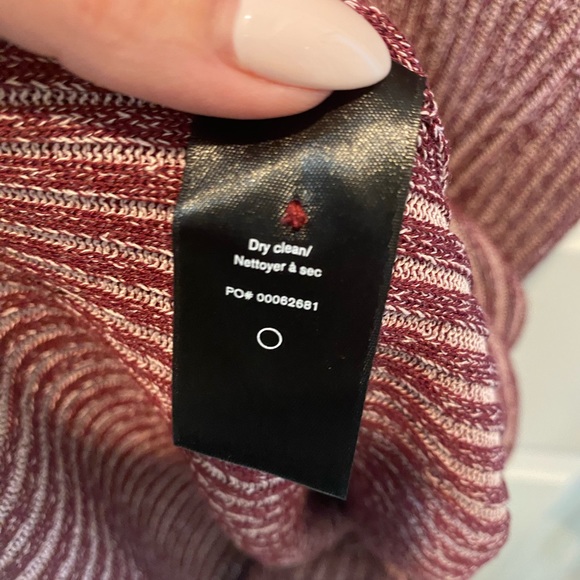 Dry clean/
Nettoyer à sec
PO# 00062681